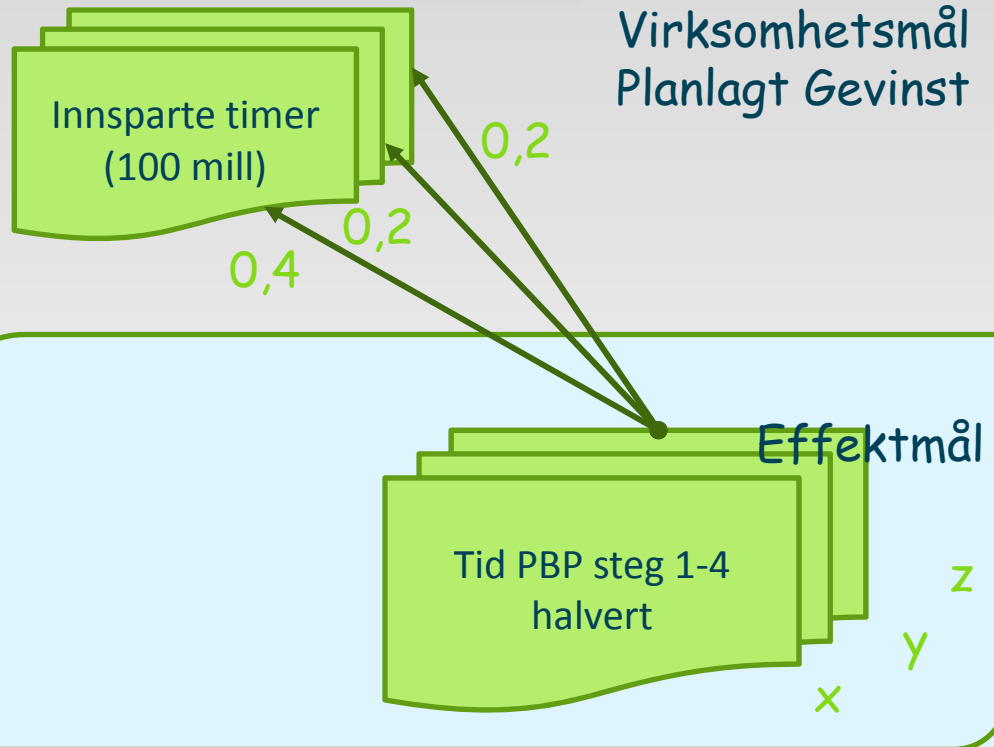 Virksomhetsmål
Planlagt Gevinst
Innsparte timer
(100 mill)
0,2
0,2
0,4
Effektmål
Tid PBP steg 1-4
halvert
z
y
x